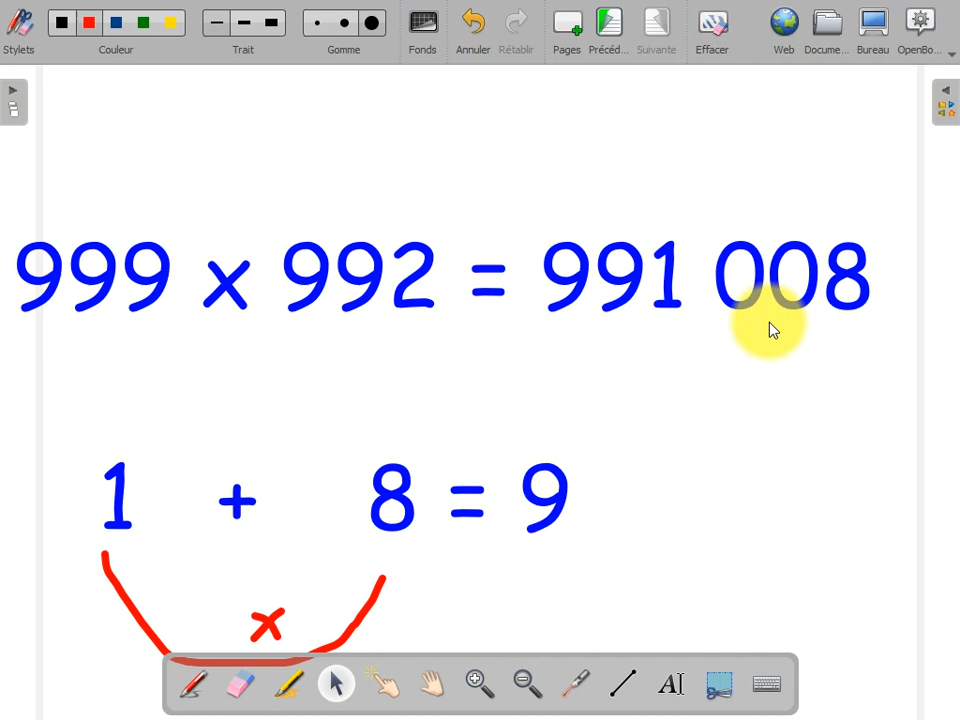 Stylets Couleur Trait Gomme Fonds Annuler Rétablir Pages Précéd... Suivante Effacer Web Docume... Bureau OpenBo...
999 x 992 = 991 008
1 + 8 = 9
x
AI